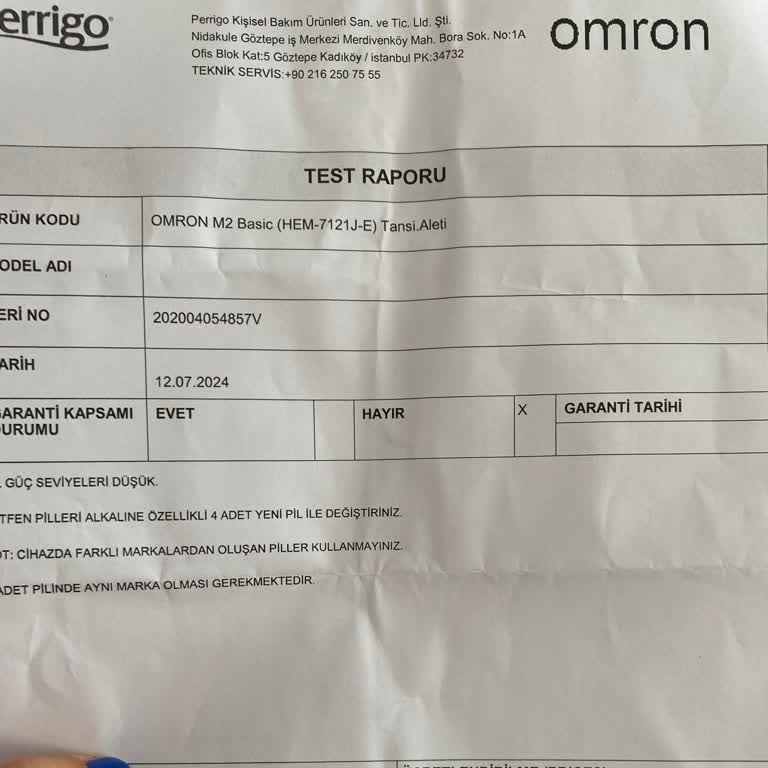 errigo
Perrigo Kişisel Bakım Ürünleri San. ve Tic. Lld. Şti.
Nidakule Göztepe iş Merkezi Merdivenköy Mah. Bora Sok. No:1A
Ofis Blok Kat:5 Göztepe Kadıköy / istanbul PK:34732
TEKNİK SERVİS:+90 216 250 75 55
omron
TEST RAPORU
RÜN KODU
OMRON M2 Basic (HEM-7121J-E) Tansi.Aleti
ODEL ADI
ERİ NO
202004054857V
ARİH
12.07.2024
GARANTİ KAPSAMI
DURUMU
EVET
HAYIR
X
GARANTİ TARİHİ
GÜÇ SEVİYELERİ DÜŞÜK.
TFEN PİLLERİ ALKALINE ÖZELLİKLİ 4 ADET YENİ PİL İLE DEĞİŞTİRİNİZ.
OT: CİHAZDA FARKLI MARKALARDAN OLUŞAN PİLLER KULLANMAYINIZ.
ADET PİLİNDE AYNI MARKA OLMASI GEREKMEKTEDİR.